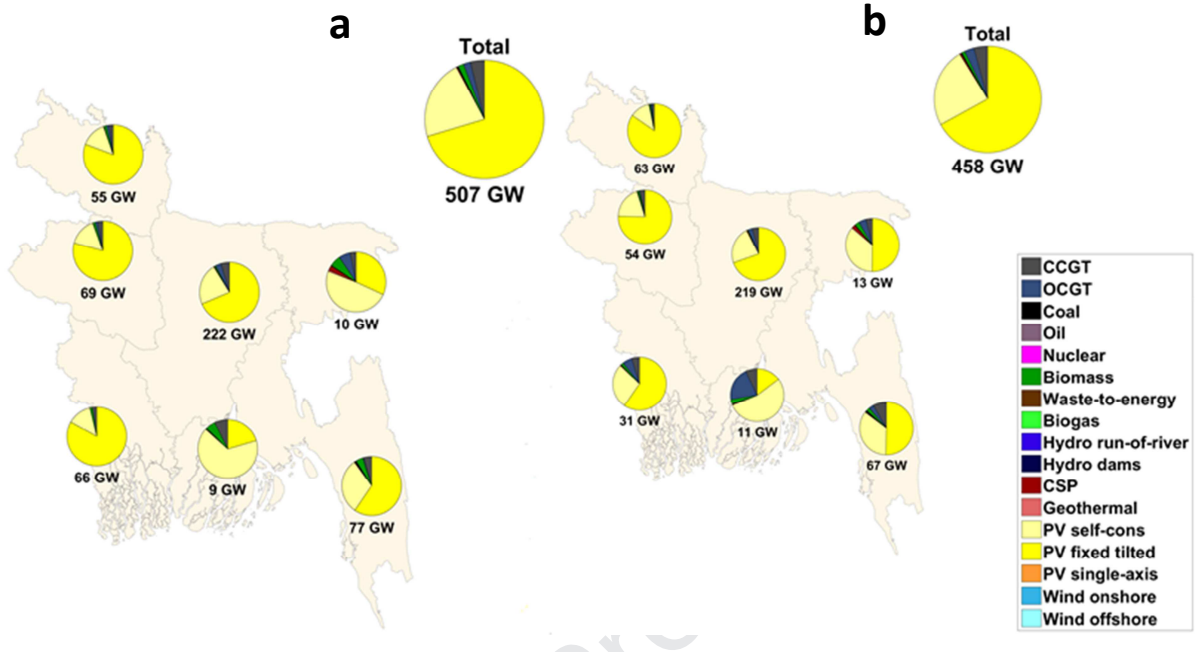 a
Total
507 GW
55 GW
69 GW
222 GW
10 GW
66 GW
9 GW
77 GW
b
Total
458 GW
63 GW
54 GW
219 GW
13 GW
31 GW
11 GW
67 GW
CCGT
OCGT
Coal
Oil
Nuclear
Biomass
Waste-to-energy
Biogas
Hydro run-of-river
Hydro dams
CSP
Geothermal
PV self-cons
PV fixed tilted
PV single-axis
Wind onshore
Wind offshore